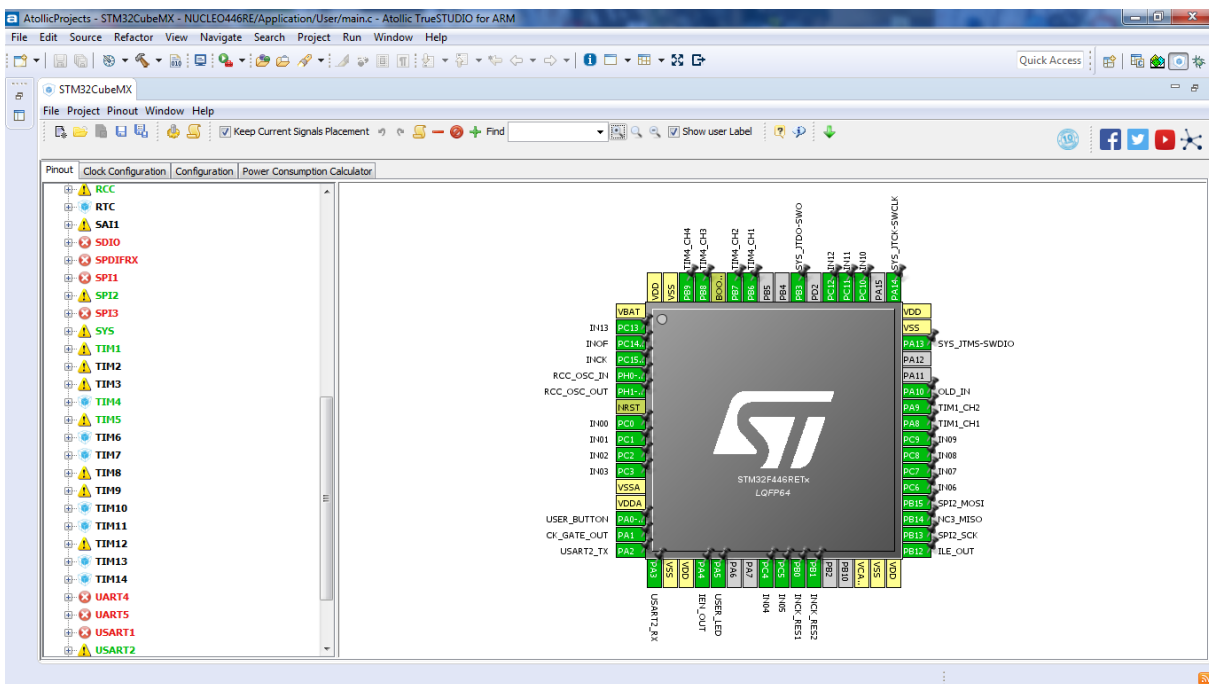 AtollicProjects - STM32CubeMX - NUCLEO446RE/Application/User/main.c - Atollic TrueSTUDIO for ARM
File Edit Source Refactor View Navigate Search Project Run Window Help
Quick Access
STM32CubeMX
File Project Pinout Window Help
Keep Current Signals Placement Find Show user Label
Pinout Clock Configuration Configuration Power Consumption Calculator
RCC
RTC
SAI1
SDIO
SPDIFRX
SPI1
SPI2
SPI3
SYS
TIM1
TIM2
TIM3
TIM4
TIM5
TIM6
TIM7
TIM8
TIM9
TIM10
TIM11
TIM12
TIM13
TIM14
UART4
UART5
USART1
USART2
TIM4_CH4 TIM4_CH3 TIM4_CH2 TIM4_CH1 SYS_JTDO-SWO IN12 IN11 IN10 SYS_JTCK-SWCLK
VDD VSS PB9 PB8 BOO... PB7 PB6 PB5 PB4 PB3 PD2 PC12 PC11 PC10 PA15 PA14
VBAT VDD
IN13 PC13 VSS
INOF PC14.. PA13 SYS_JTMS-SWDIO
INCK PC15.. PA12
RCC_OSC_IN PH0-.. PA11
RCC_OSC_OUT PH1-.. PA10 OLD_IN
NRST PA9 TIM1_CH2
IN00 PC0 PA8 TIM1_CH1
IN01 PC1 PC9 IN09
IN02 PC2 PC8 IN08
IN03 PC3 PC7 IN07
VSSA PC6 IN06
VDDA PB15 SPI2_MOSI
USER_BUTTON PA0-.. PB14 NC3_MISO
CK_GATE_OUT PA1 PB13 SPI2_SCK
USART2_TX PA2 PB12 ILE_OUT
ST
STM32F446RETx
LQFP64
PA3 VSS VDD PA4 PA5 PA6 PA7 PC4 PC5 PB0 PB1 PB2 PB10 VCA.. VSS VDD
USART2_RX IEN_OUT USER_LED IN04 IN05 INCK_RES1 INCK_RES2